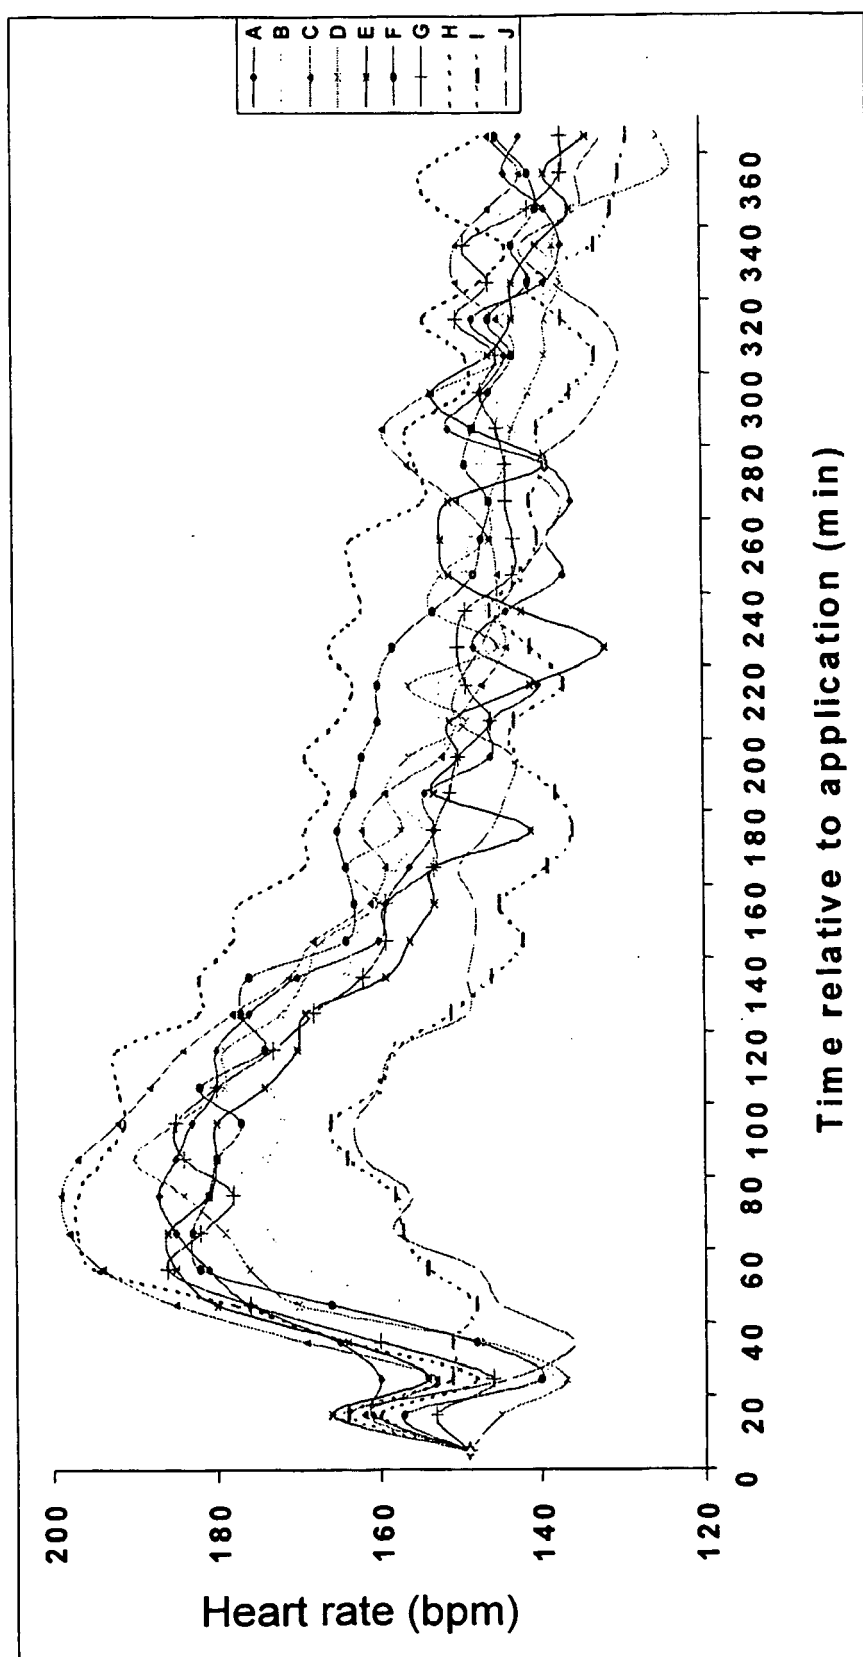 A
B
C
D
E
F
G
H
I
J
200
180
160
140
120
0 20 40 60 80 100 120 140 160 180 200 220 240 260 280 300 320 340 360
Heart rate (bpm)
Time relative to application (min)